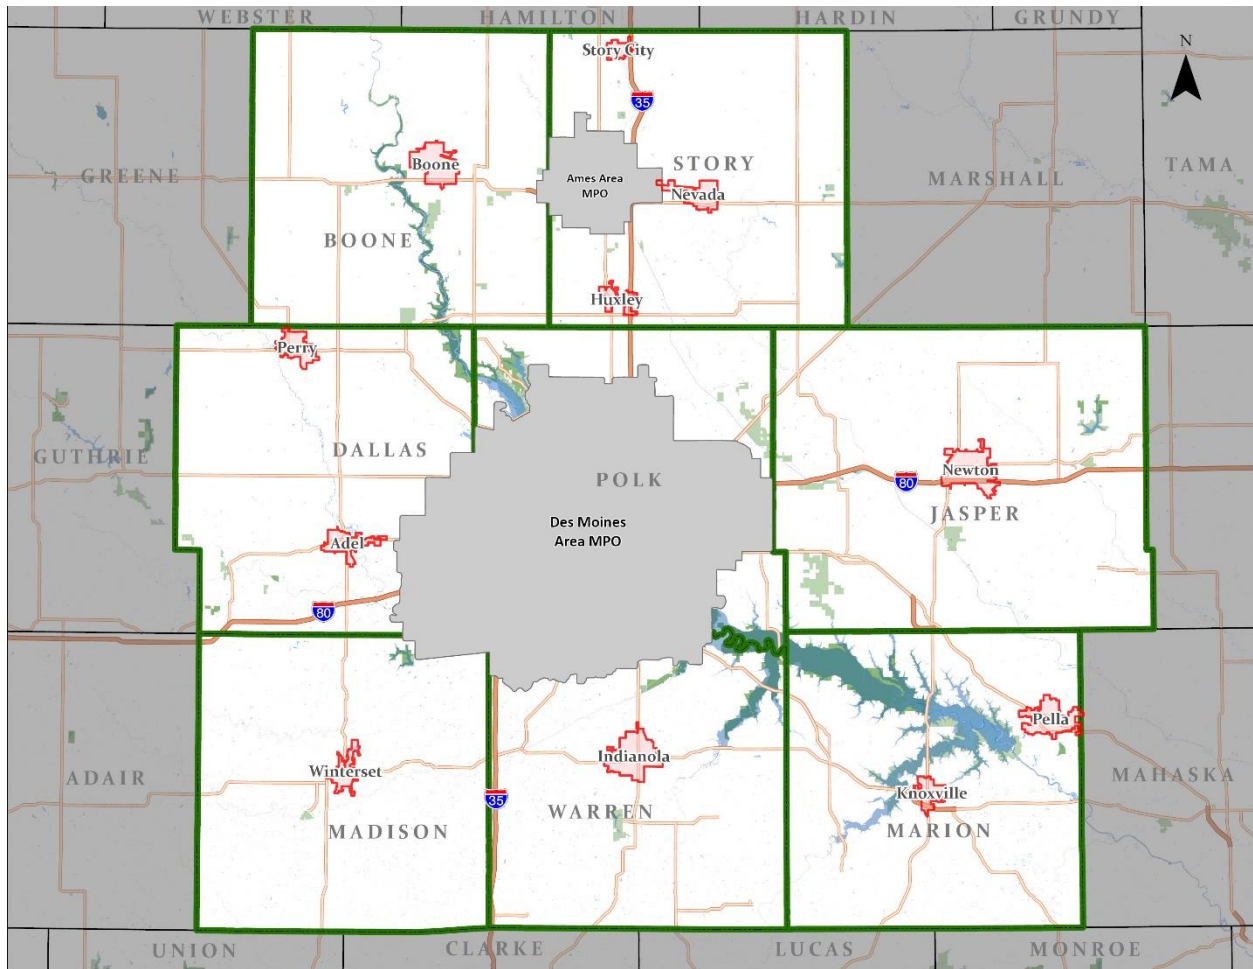 WEBSTER
HAMILTON
HARDIN
GRUNDY
Story City
N
35
Boone
GREENE
Ames Area
MPO
STORY
Nevada
MARSHALL
TAMA
BOONE
Huxley
Perry
GUTHRIE
DALLAS
POLK
Newton
80
JASPER
Des Moines
Area MPO
Adel
80
Pella
Indianola
Winterset
ADAIR
MAHASKA
35
Knoxville
WARREN
MADISON
MARION
UNION
CLARKE
LUCAS
MONROE